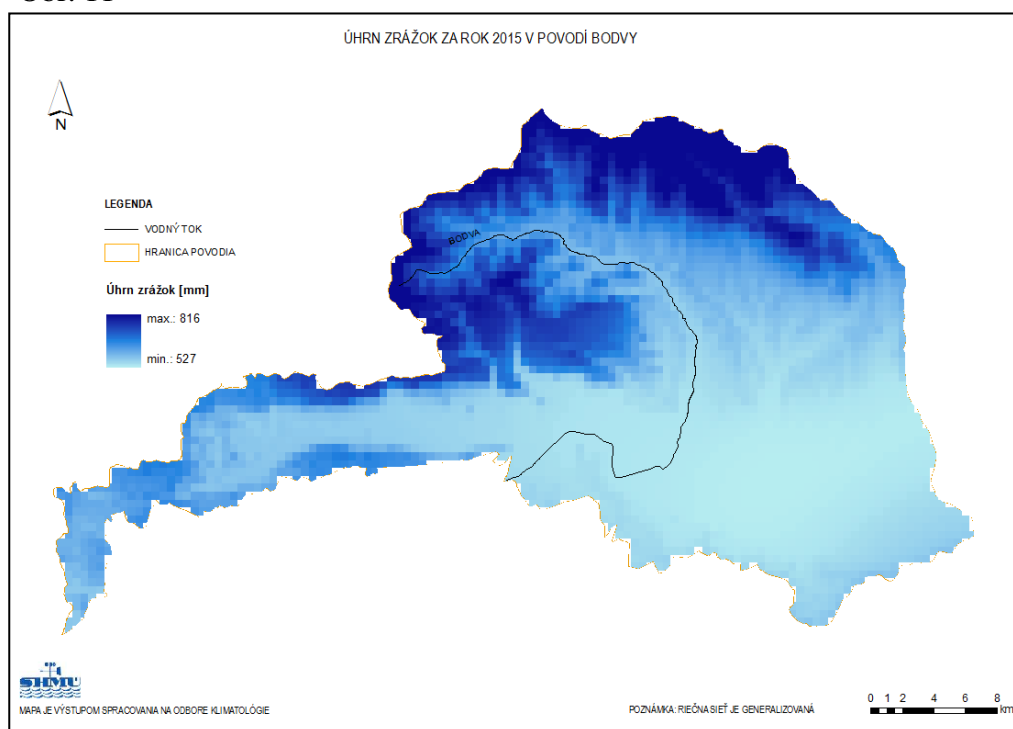 ÚHRN ZRÁŽOK ZA ROK 2015 V POVODÍ BODVY
N
LEGENDA
VODNÝ TOK
HRANICA POVODIA
Úhrn zrážok [mm]
max.: 816
min.: 527
BODVA
SHMÚ
MAPA JE VÝSTUPOM SPRACOVANIA NA ODBORE KLIMATOLÓGIE
POZNÁMKA: RIEČNA SIEŤ JE GENERALIZOVANÁ
0 1 2 4 6 8
km